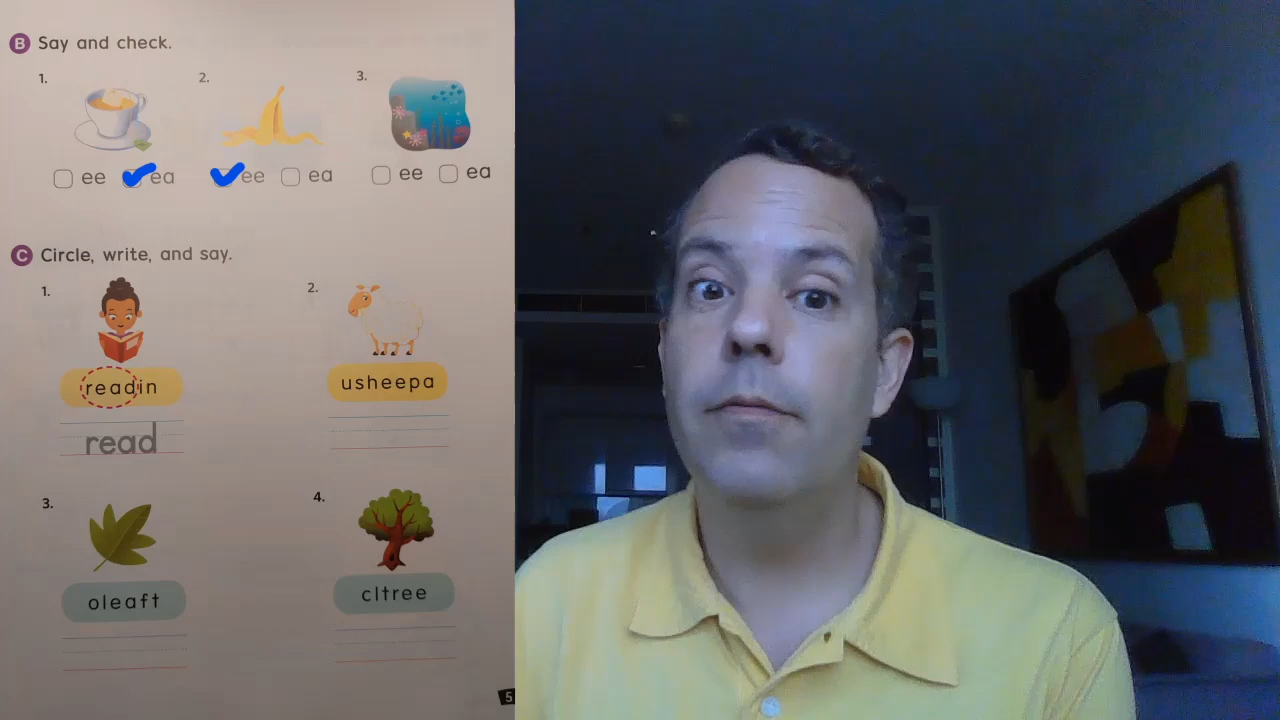 B Say and check.
1. 2. 3.
ee ea ee ea ee ea
C Circle, write, and say.
1. 2.
readin usheepa
read
3. 4.
oleaft cltree
5